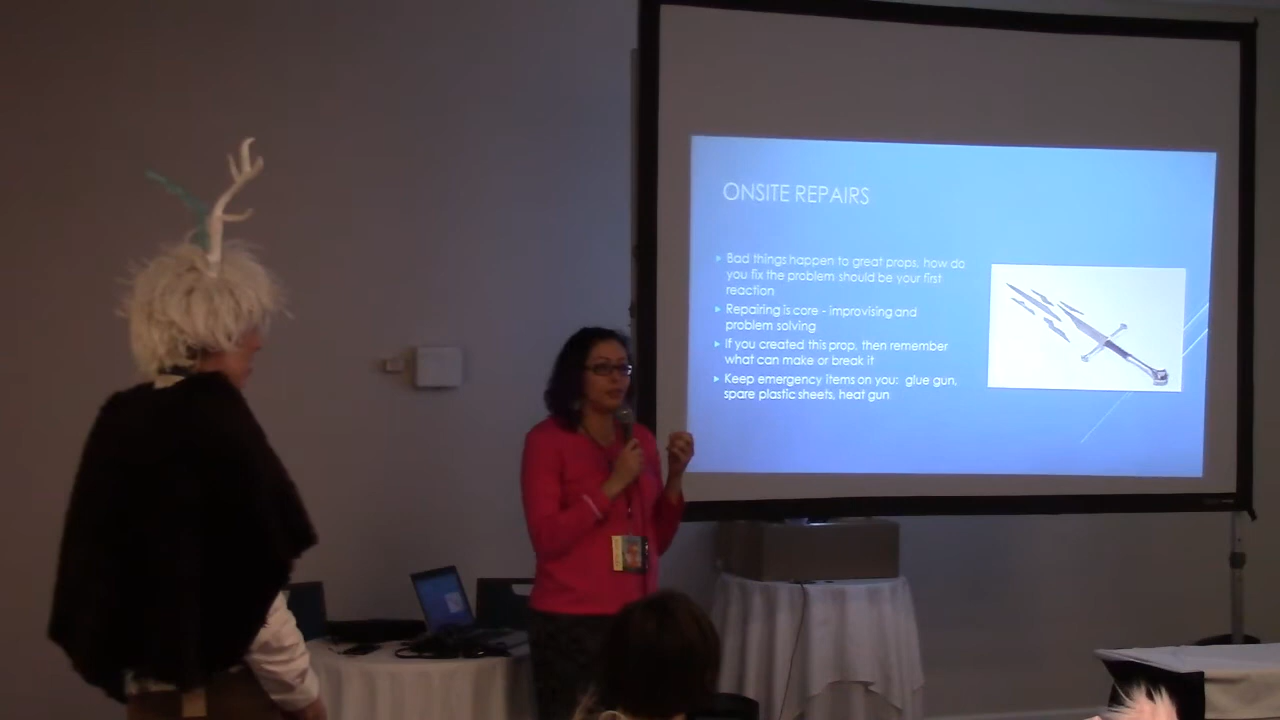 ONSITE REPAIRS
Bad things happen to great props, how do
you fix the problem should be your first
reaction
Repairing is core - improvising and
problem solving
If you created this prop, then remember
what can make or break it
Keep emergency items on you: glue gun,
spare plastic sheets, heat gun